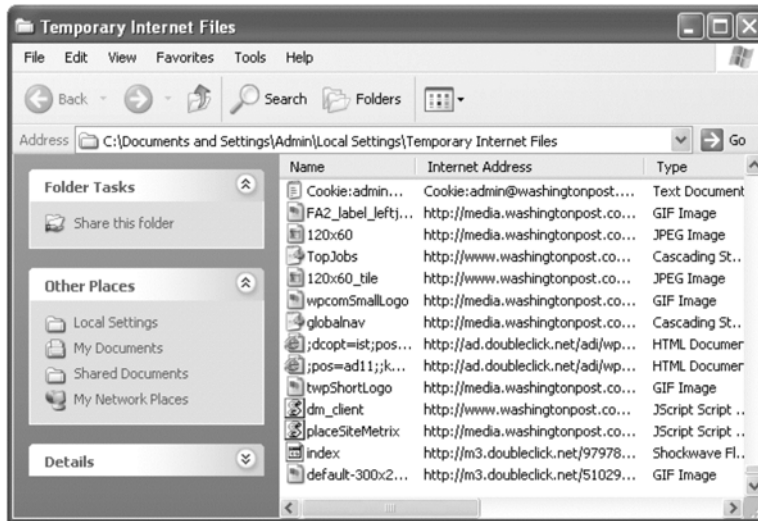 Temporary Internet Files
File Edit View Favorites Tools Help
Back Search Folders
Address C:\Documents and Settings\Admin\Local Settings\Temporary Internet Files Go
Folder Tasks
Share this folder
Other Places
Local Settings
My Documents
Shared Documents
My Network Places
Details
Name Internet Address Type
Cookie:admin... Cookie:admin@washingtonpost.... Text Document
FA2_label_leftj... http://media.washingtonpost.co... GIF Image
120x60 http://media.washingtonpost.co... JPEG Image
TopJobs http://www.washingtonpost.co... Cascading St...
120x60_tile http://media.washingtonpost.co... JPEG Image
wpcomSmallLogo http://media.washingtonpost.co... GIF Image
globalnav http://media.washingtonpost.co... Cascading St...
;dcopt=ist;pos... http://ad.doubleclick.net/adi/wp... HTML Documen
;pos=ad11;;k... http://ad.doubleclick.net/adi/wp... HTML Documen
twpShortLogo http://media.washingtonpost.co... GIF Image
dm_client http://www.washingtonpost.co... JScript Script ...
placeSiteMetrix http://media.washingtonpost.co... JScript Script ...
index http://m3.doubleclick.net/97978... Shockwave Fl...
default-300x2... http://m3.doubleclick.net/51029... GIF Image